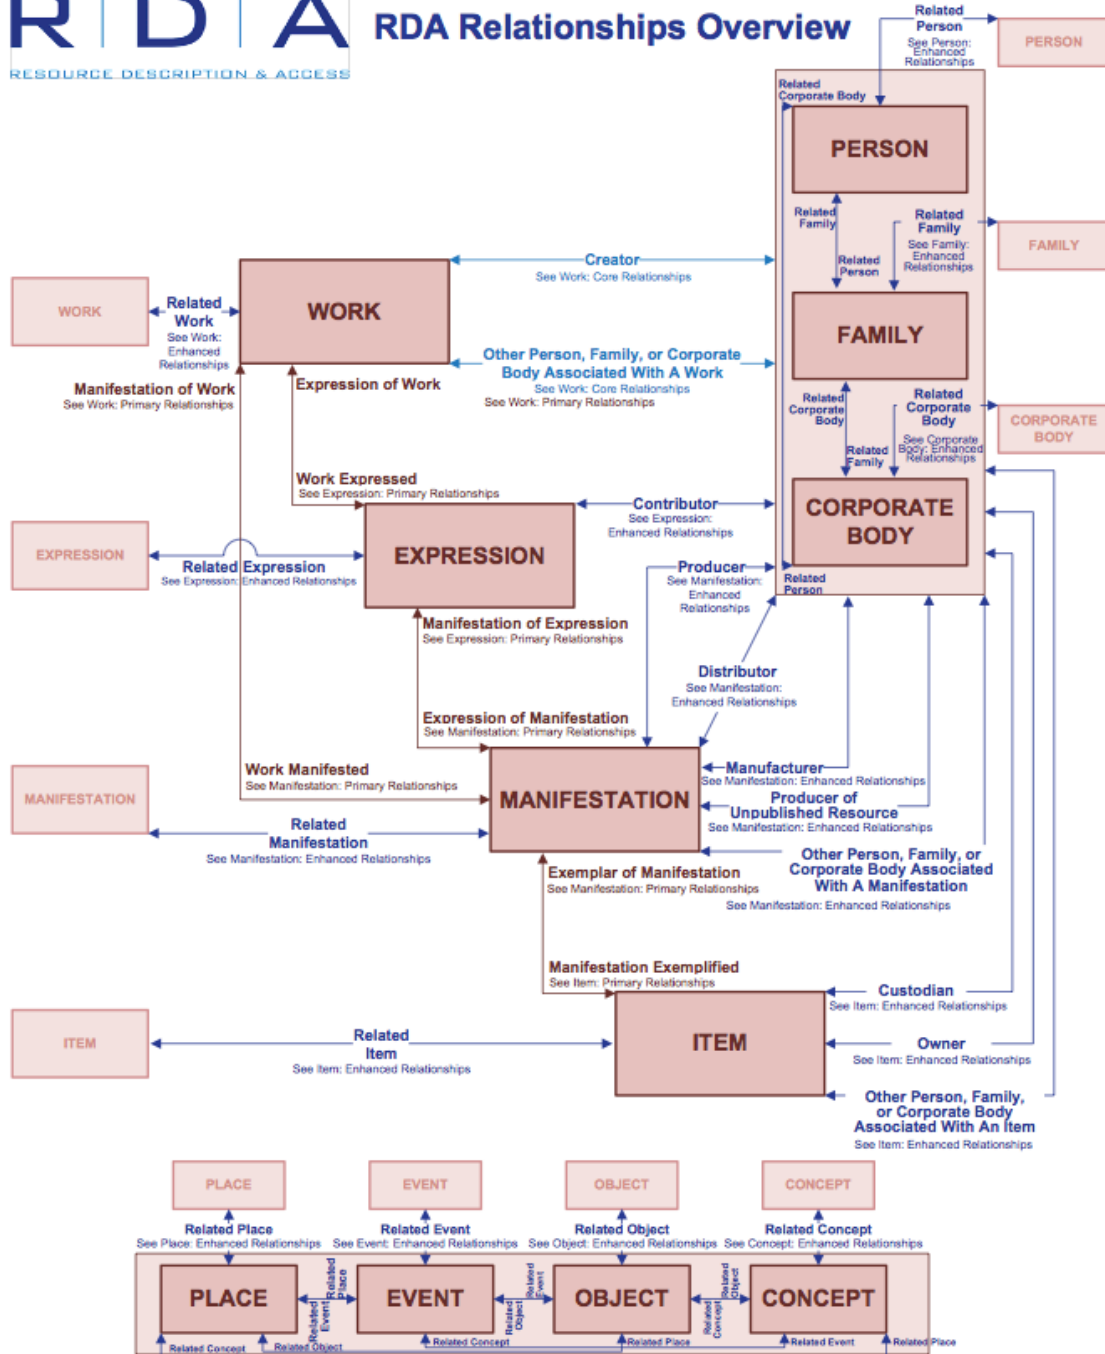 RDA
RESOURCE DESCRIPTION & ACCESS
RDA Relationships Overview
Related
Person
See Person:
Enhanced
Relationships
PERSON
Related
Corporate Body
PERSON
Related
Family
Related
Person
Related
Family
See Family:
Enhanced
Relationships
FAMILY
Creator
See Work: Core Relationships
WORK
Related
Work
See Work:
Enhanced
Relationships
WORK
FAMILY
Other Person, Family, or Corporate
Body Associated With A Work
See Work: Core Relationships
See Work: Primary Relationships
Manifestation of Work
See Work: Primary Relationships
Expression of Work
Related
Corporate
Body
Related
Family
Related
Corporate
Body
See Corporate
Body: Enhanced
Relationships
CORPORATE
BODY
Work Expressed
See Expression: Primary Relationships
Contributor
See Expression:
Enhanced Relationships
CORPORATE
BODY
EXPRESSION
Related Expression
See Expression: Enhanced Relationships
EXPRESSION
Producer
See Manifestation:
Enhanced
Relationships
Related
Person
Manifestation of Expression
See Expression: Primary Relationships
Distributor
See Manifestation:
Enhanced Relationships
Expression of Manifestation
See Manifestation: Primary Relationships
Work Manifested
See Manifestation: Primary Relationships
MANIFESTATION
Manufacturer
See Manifestation: Enhanced Relationships
MANIFESTATION
Producer of
Unpublished Resource
See Manifestation: Enhanced Relationships
Related
Manifestation
See Manifestation: Enhanced Relationships
Other Person, Family, or
Corporate Body Associated
With A Manifestation
See Manifestation: Enhanced Relationships
Exemplar of Manifestation
See Manifestation: Primary Relationships
Manifestation Exemplified
See Item: Primary Relationships
Custodian
See Item: Enhanced Relationships
ITEM
Related
Item
See Item: Enhanced Relationships
ITEM
Owner
See Item: Enhanced Relationships
Other Person, Family,
or Corporate Body
Associated With An Item
See Item: Enhanced Relationships
PLACE
EVENT
OBJECT
CONCEPT
Related Place
See Place: Enhanced Relationships
Related Event
See Event: Enhanced Relationships
Related Object
See Object: Enhanced Relationships
Related Concept
See Concept: Enhanced Relationships
PLACE
Related
Place
Related
Event
EVENT
Related
Event
Related
Object
OBJECT
Related
Object
Related
Concept
CONCEPT
Related Concept
Related Object
Related Concept
Related Place
Related Event
Related Place